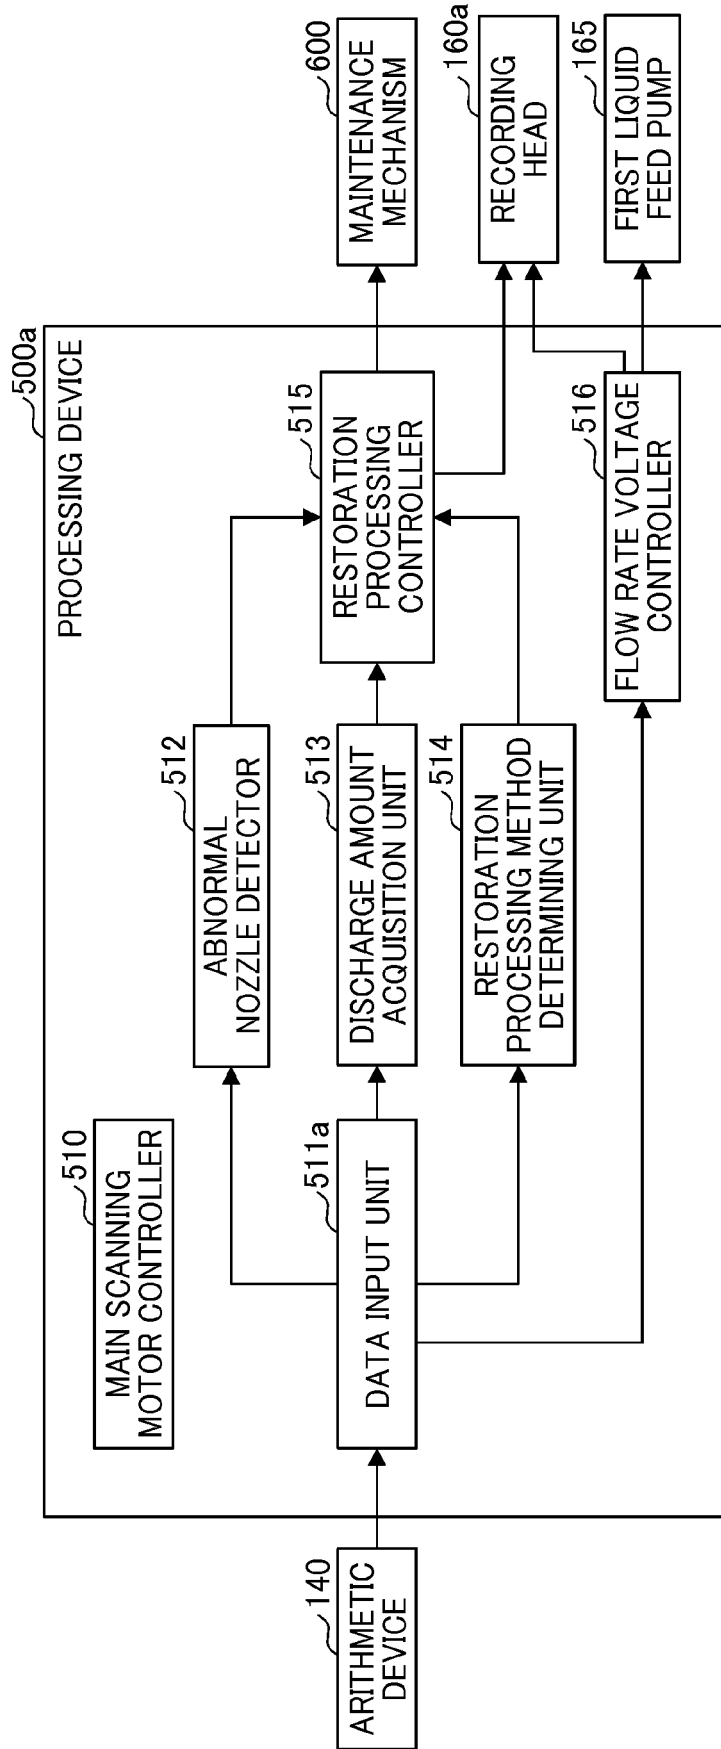 500a
PROCESSING DEVICE
140
ARITHMETIC
DEVICE
510
MAIN SCANNING
MOTOR CONTROLLER
511a
DATA INPUT UNIT
512
ABNORMAL
NOZZLE DETECTOR
513
DISCHARGE AMOUNT
ACQUISITION UNIT
514
RESTORATION
PROCESSING METHOD
DETERMINING UNIT
515
RESTORATION
PROCESSING
CONTROLLER
516
FLOW RATE VOLTAGE
CONTROLLER
600
MAINTENANCE
MECHANISM
160a
RECORDING
HEAD
165
FIRST LIQUID
FEED PUMP